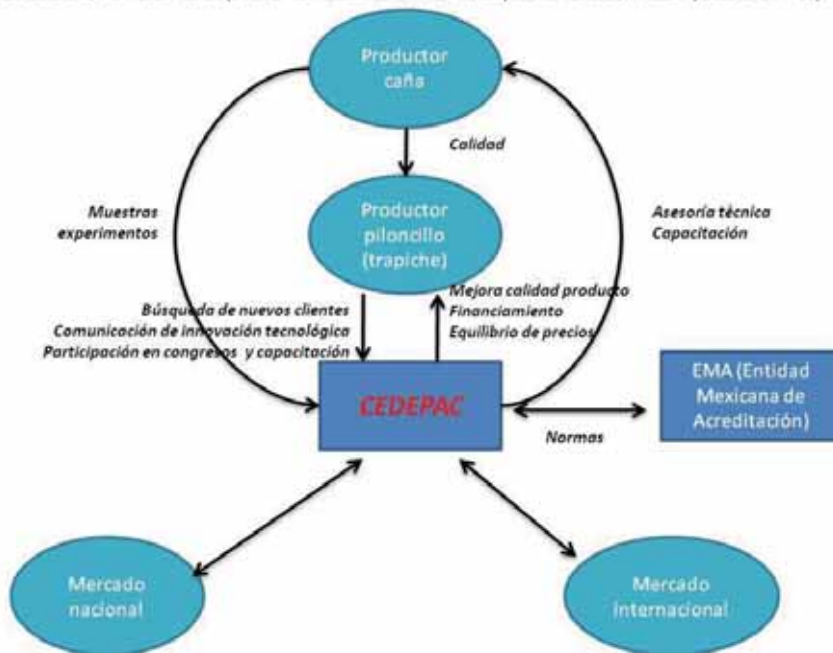 Productor
caña
Calidad
Muestras
experimentos
Productor
piloncillo
(trapiche)
Asesoría técnica
Capacitación
Búsqueda de nuevos clientes
Comunicación de innovación tecnológica
Participación en congresos y capacitación
Mejora calidad producto
Financiamiento
Equilibrio de precios
CEDEPAC
EMA (Entidad
Mexicana de
Acreditación)
Normas
Mercado
nacional
Mercado
Internacional